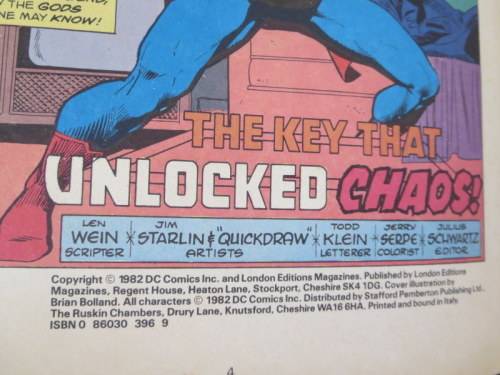 THE GODS
NE MAY KNOW!
THE KEY THAT
UNLOCKED CHAOS!
LEN JIM TODD JERRY JULIUS
WEIN * STARLIN & "QUICKDRAW" * KLEIN * SERPE * SCHWARTZ
SCRIPTER ARTISTS LETTERER COLORIST EDITOR
Copyright © 1982 DC Comics Inc. and London Editions Magazines. Published by London Editions
Magazines, Regent House, Heaton Lane, Stockport, Cheshire SK4 1DG. Cover illustration by
Brian Bolland. All characters © 1982 DC Comics Inc. Distributed by Stafford Pemberton Publishing Ltd.
The Ruskin Chambers, Drury Lane, Knutsford, Cheshire WA16 6HA. Printed and bound in Italy.
ISBN 0 86030 396 9
4